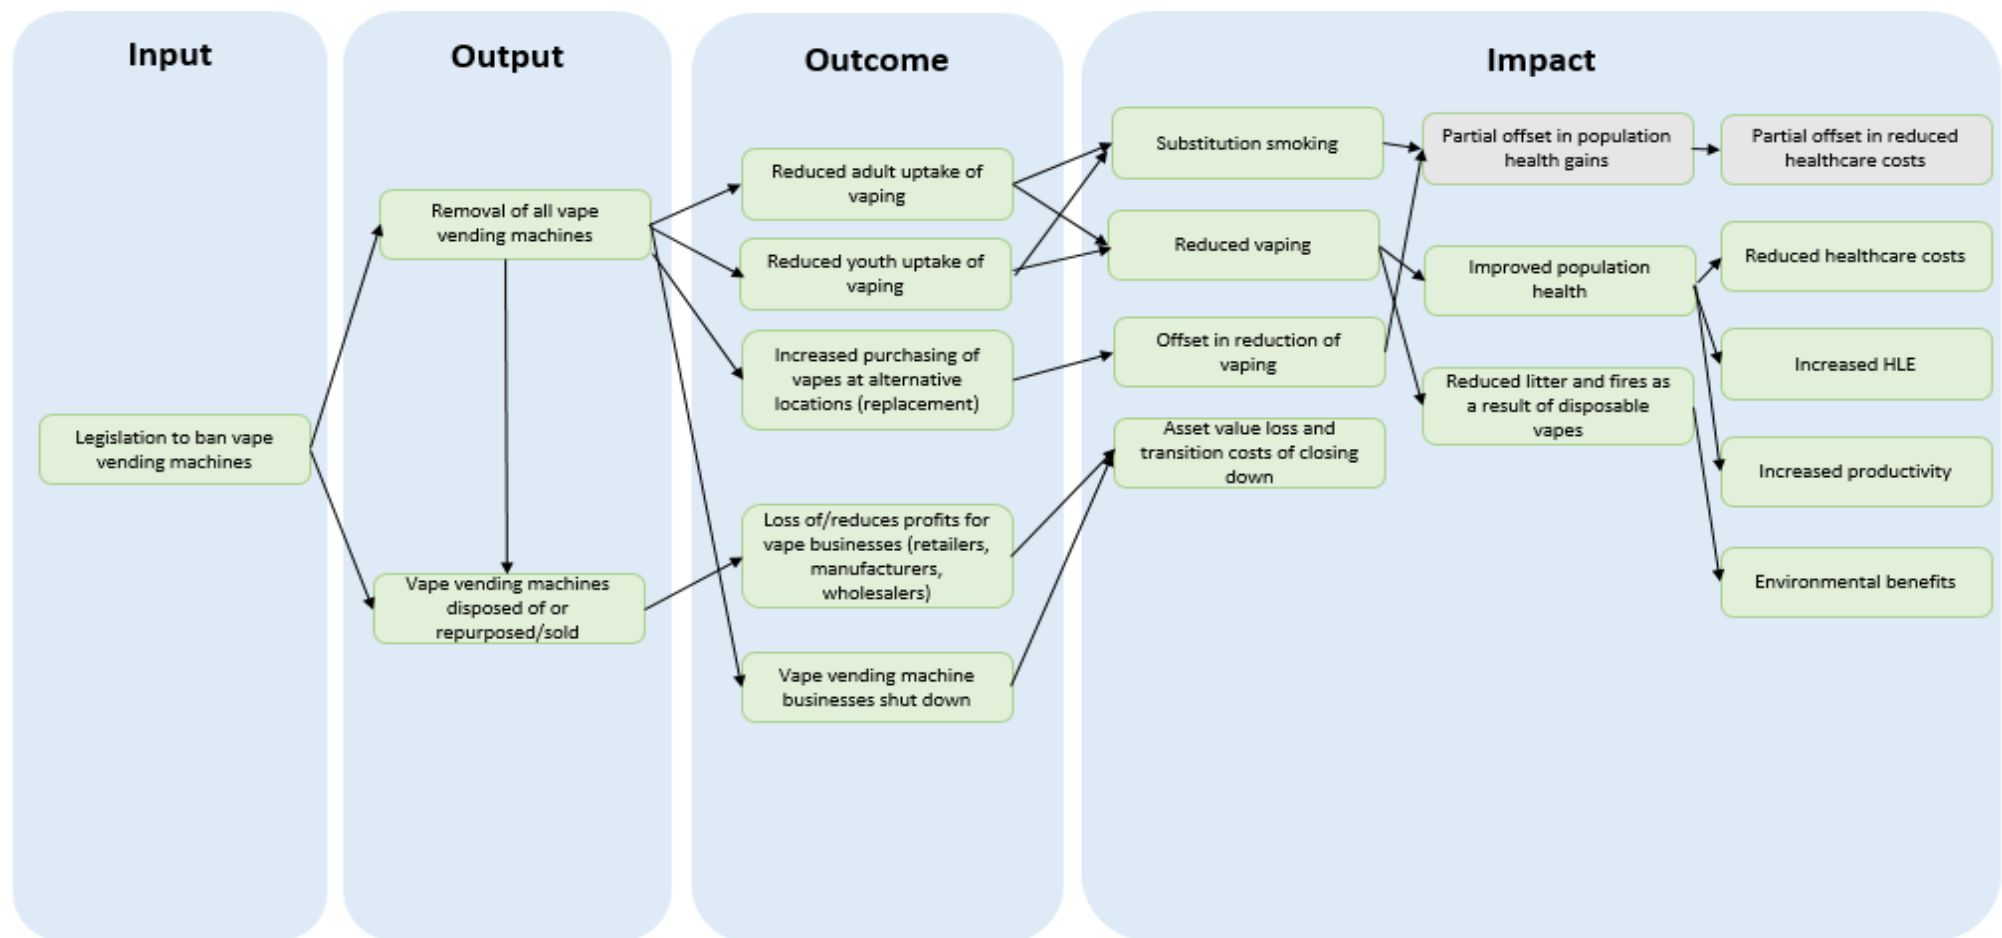 Input
Output
Outcome
Impact
Legislation to ban vape
vending machines
Removal of all vape
vending machines
Vape vending machines
disposed of or
repurposed/sold
Reduced adult uptake of
vaping
Reduced youth uptake of
vaping
Increased purchasing of
vapes at alternative
locations (replacement)
Loss of/reduces profits for
vape businesses (retailers,
manufacturers,
wholesalers)
Vape vending machine
businesses shut down
Substitution smoking
Reduced vaping
Offset in reduction of
vaping
Asset value loss and
transition costs of closing
down
Partial offset in population
health gains
Improved population
health
Reduced litter and fires as
a result of disposable
vapes
Partial offset in reduced
healthcare costs
Reduced healthcare costs
Increased HLE
Increased productivity
Environmental benefits